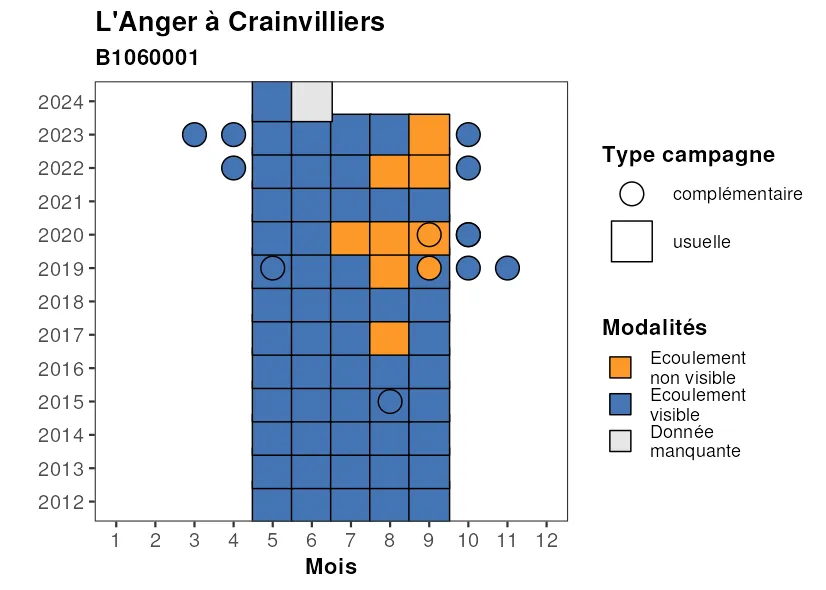 L'Anger à Crainvilliers
B1060001
2024
2023
2022
2021
2020
2019
2018
2017
2016
2015
2014
2013
2012
1 2 3 4 5 6 7 8 9 10 11 12
Mois
Type campagne
complémentaire
usuelle
Modalités
Ecoulement
non visible
Ecoulement
visible
Donnée
manquante